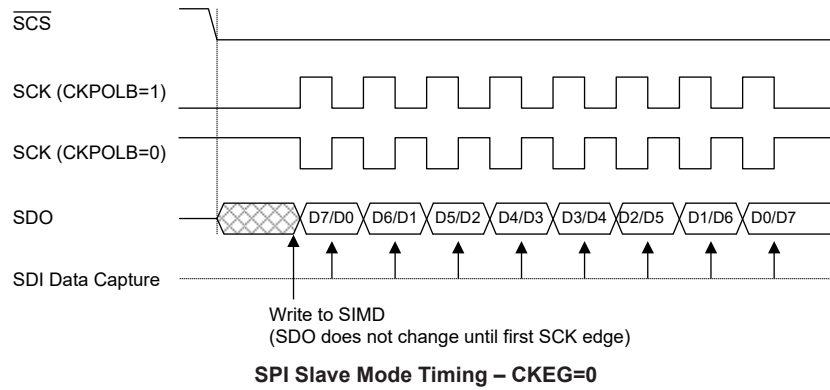 SCS
SCK (CKPOLB=1)
SCK (CKPOLB=0)
SDO
D7/D0 D6/D1 D5/D2 D4/D3 D3/D4 D2/D5 D1/D6 D0/D7
SDI Data Capture
Write to SIMD
(SDO does not change until first SCK edge)
SPI Slave Mode Timing – CKEG=0